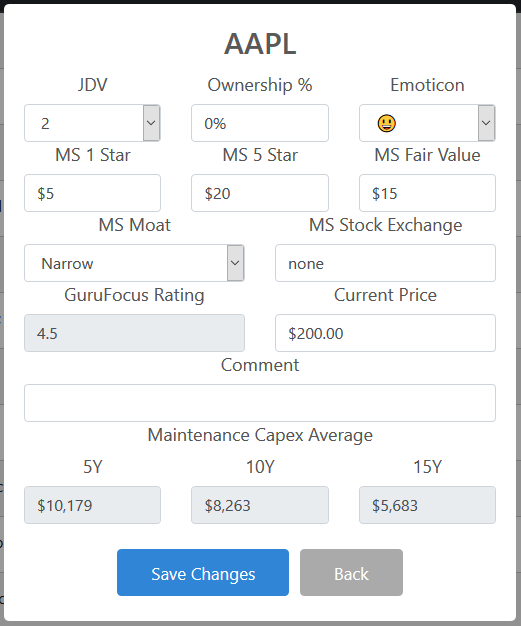 AAPL
JDV Ownership % Emoticon
2 0% 😃
MS 1 Star MS 5 Star MS Fair Value
$5 $20 $15
MS Moat MS Stock Exchange
Narrow none
GuruFocus Rating Current Price
4.5 $200.00
Comment
Maintenance Capex Average
5Y 10Y 15Y
$10,179 $8,263 $5,683
Save Changes Back